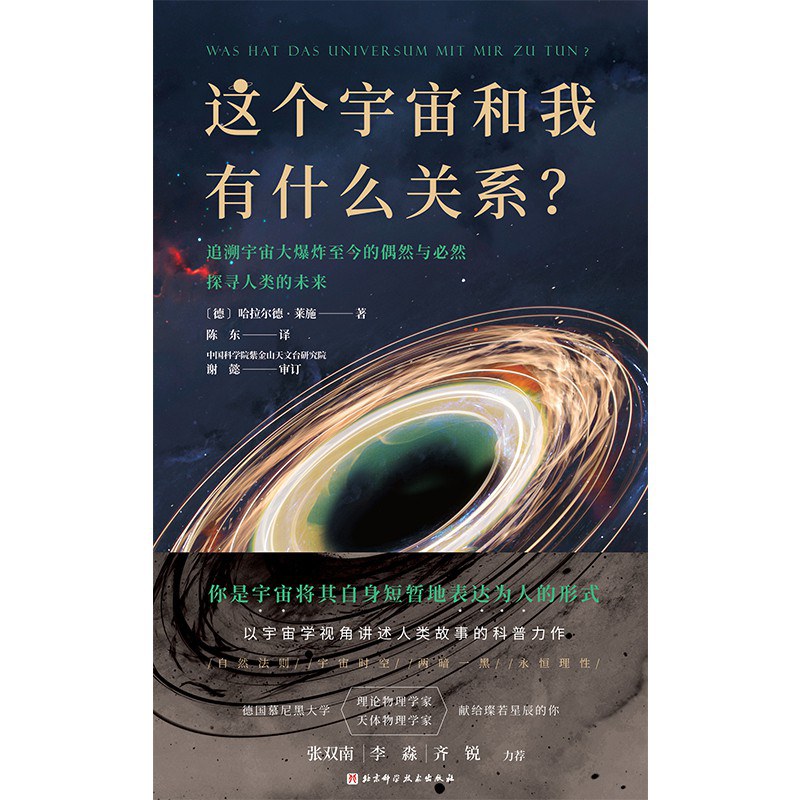 WAS HAT DAS UNIVERSUM MIT MIR ZU TUN?
这个宇宙和我
有什么关系？
追溯宇宙大爆炸至今的偶然与必然
探寻人类的未来
〔德〕哈拉尔德·莱施——著
陈 东——译
中国科学院紫金山天文台研究院
谢 懿——审订
你是宇宙将其自身短暂地表达为人的形式
以宇宙学视角讲述人类故事的科普力作
/自然法则//宇宙时空//两暗一黑//永恒理性/
德国慕尼黑大学 理论物理学家 天体物理学家 献给璨若星辰的你
张双南|李淼|齐锐 力荐
北京科学技术出版社